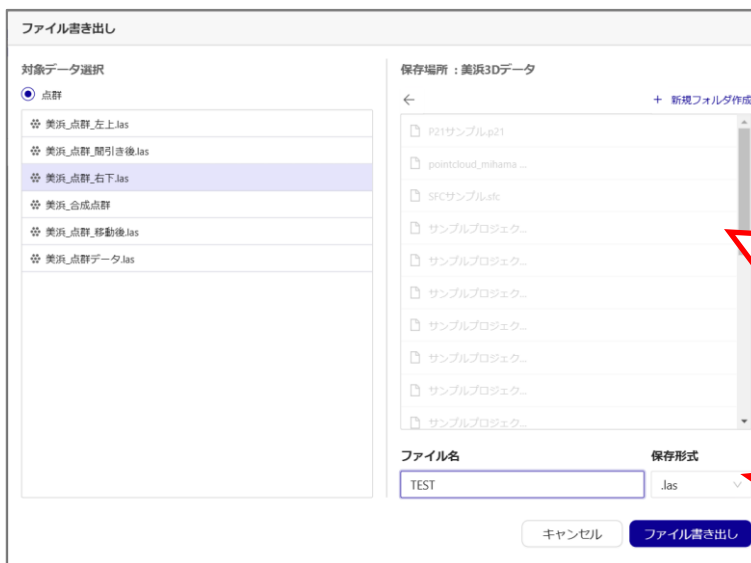 ファイル書き出し
対象データ選択
点群
美浜_点群_左上.las
美浜_点群_間引き後.las
美浜_点群_右下.las
美浜_合成点群
美浜_点群_移動後.las
美浜_点群データ.las
保存場所 : 美浜3Dデータ
+ 新規フォルダ作成
P21サンプル.p21
pointcloud_mihama ...
SFCサンプル.sfc
サンプルプロジェク...
サンプルプロジェク...
サンプルプロジェク...
サンプルプロジェク...
サンプルプロジェク...
サンプルプロジェク...
サンプルプロジェク...
ファイル名 保存形式
TEST .las
キャンセル ファイル書き出し